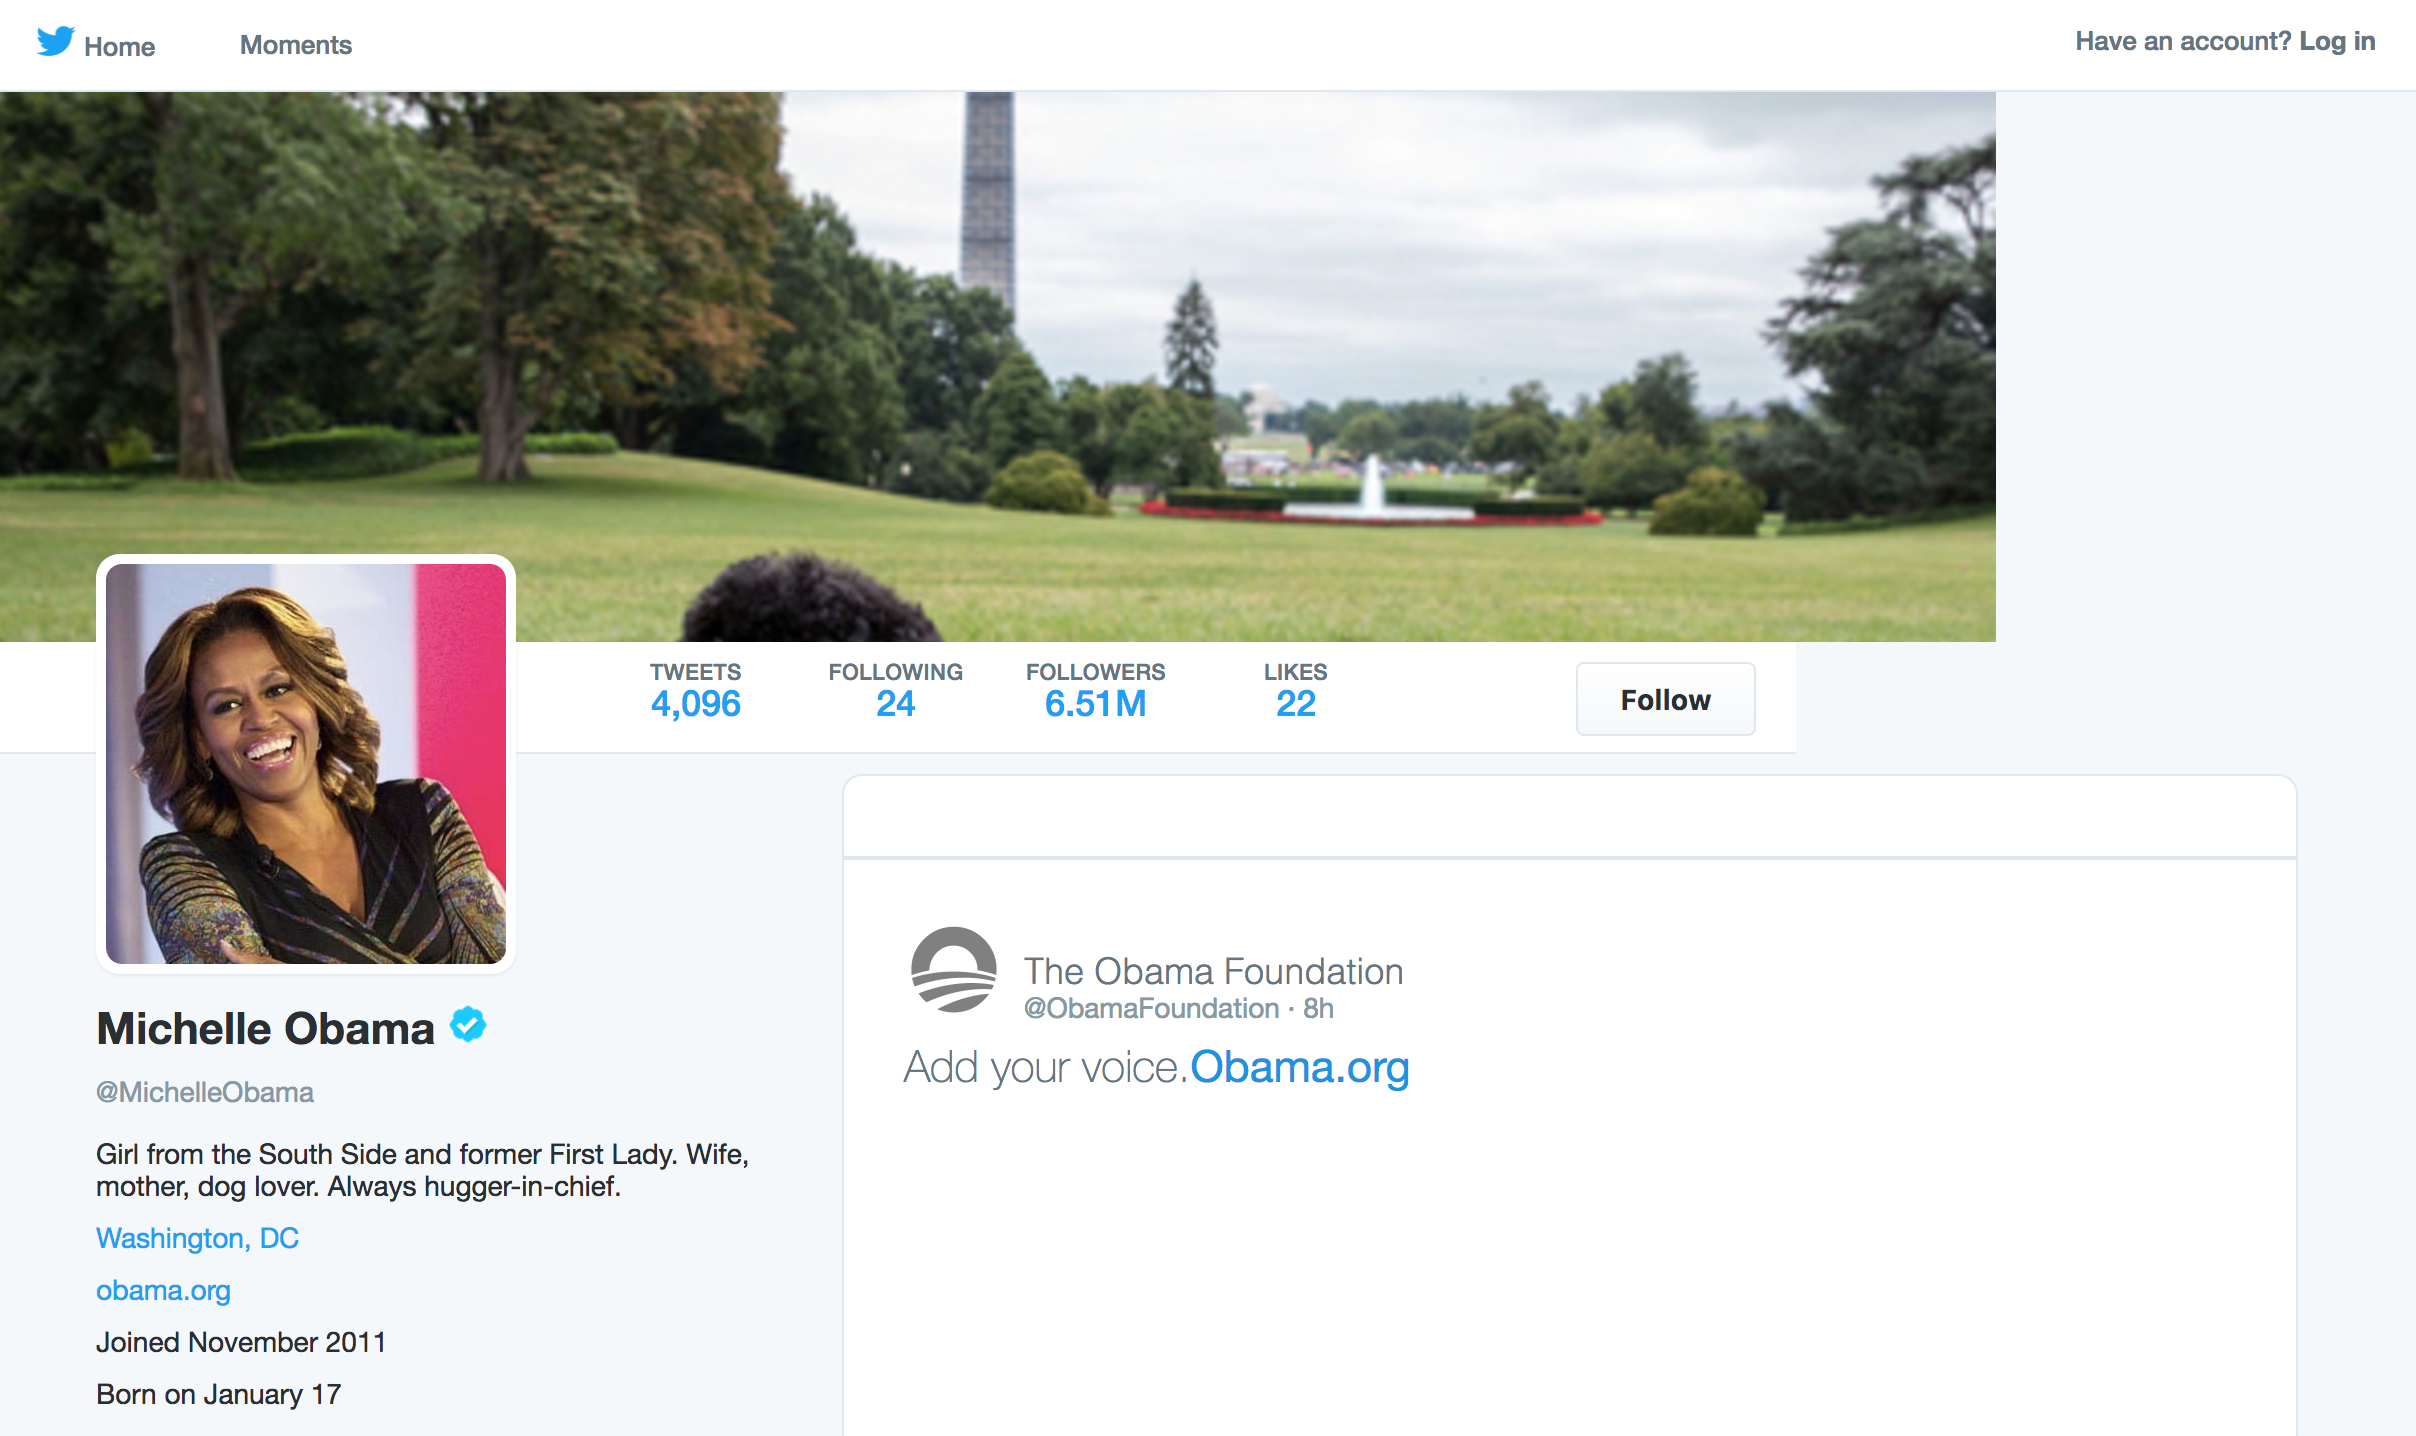 Home
Moments
Have an account? Log in
TWEETS
4,096
FOLLOWING
24
FOLLOWERS
6.51M
LIKES
22
Follow
Michelle Obama
@MichelleObama
Girl from the South Side and former First Lady. Wife,
mother, dog lover. Always hugger-in-chief.
Washington, DC
obama.org
Joined November 2011
Born on January 17
The Obama Foundation
@ObamaFoundation · 8h
Add your voice.Obama.org